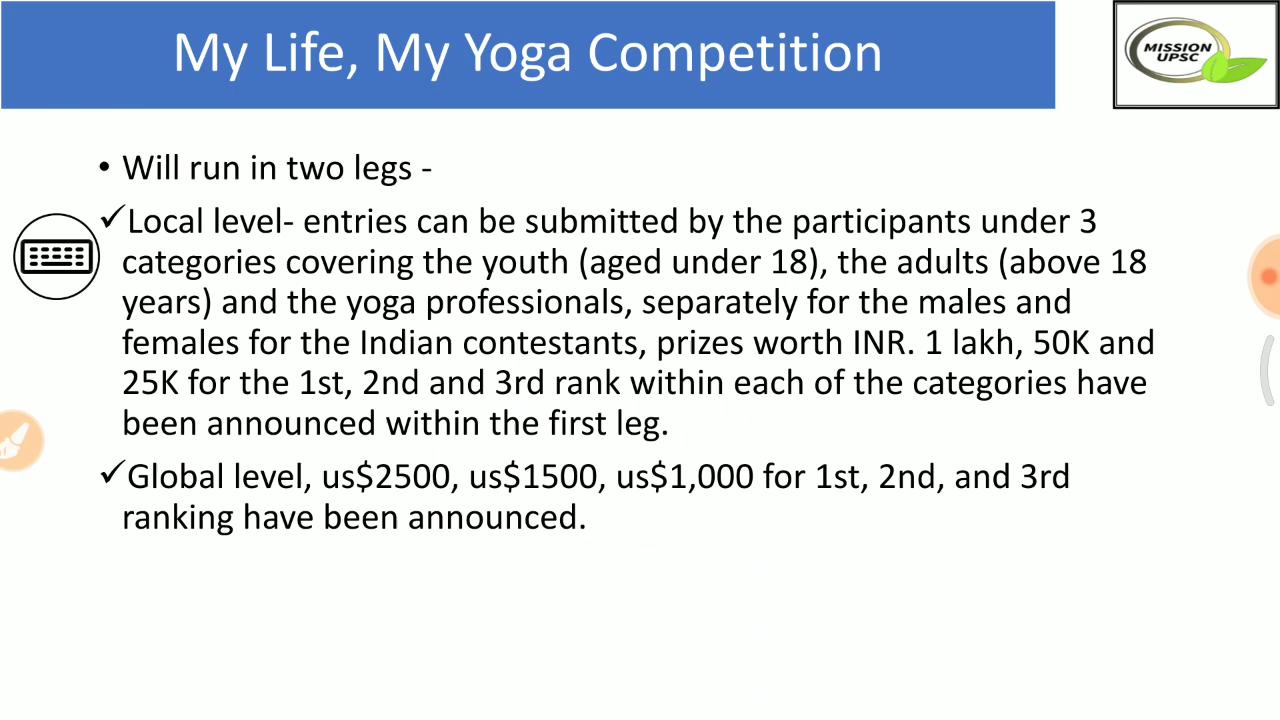 My Life, My Yoga Competition
MISSION
UPSC
• Will run in two legs -
✓Local level- entries can be submitted by the participants under 3
categories covering the youth (aged under 18), the adults (above 18
years) and the yoga professionals, separately for the males and
females for the Indian contestants, prizes worth INR. 1 lakh, 50K and
25K for the 1st, 2nd and 3rd rank within each of the categories have
been announced within the first leg.
✓Global level, us$2500, us$1500, us$1,000 for 1st, 2nd, and 3rd
ranking have been announced.